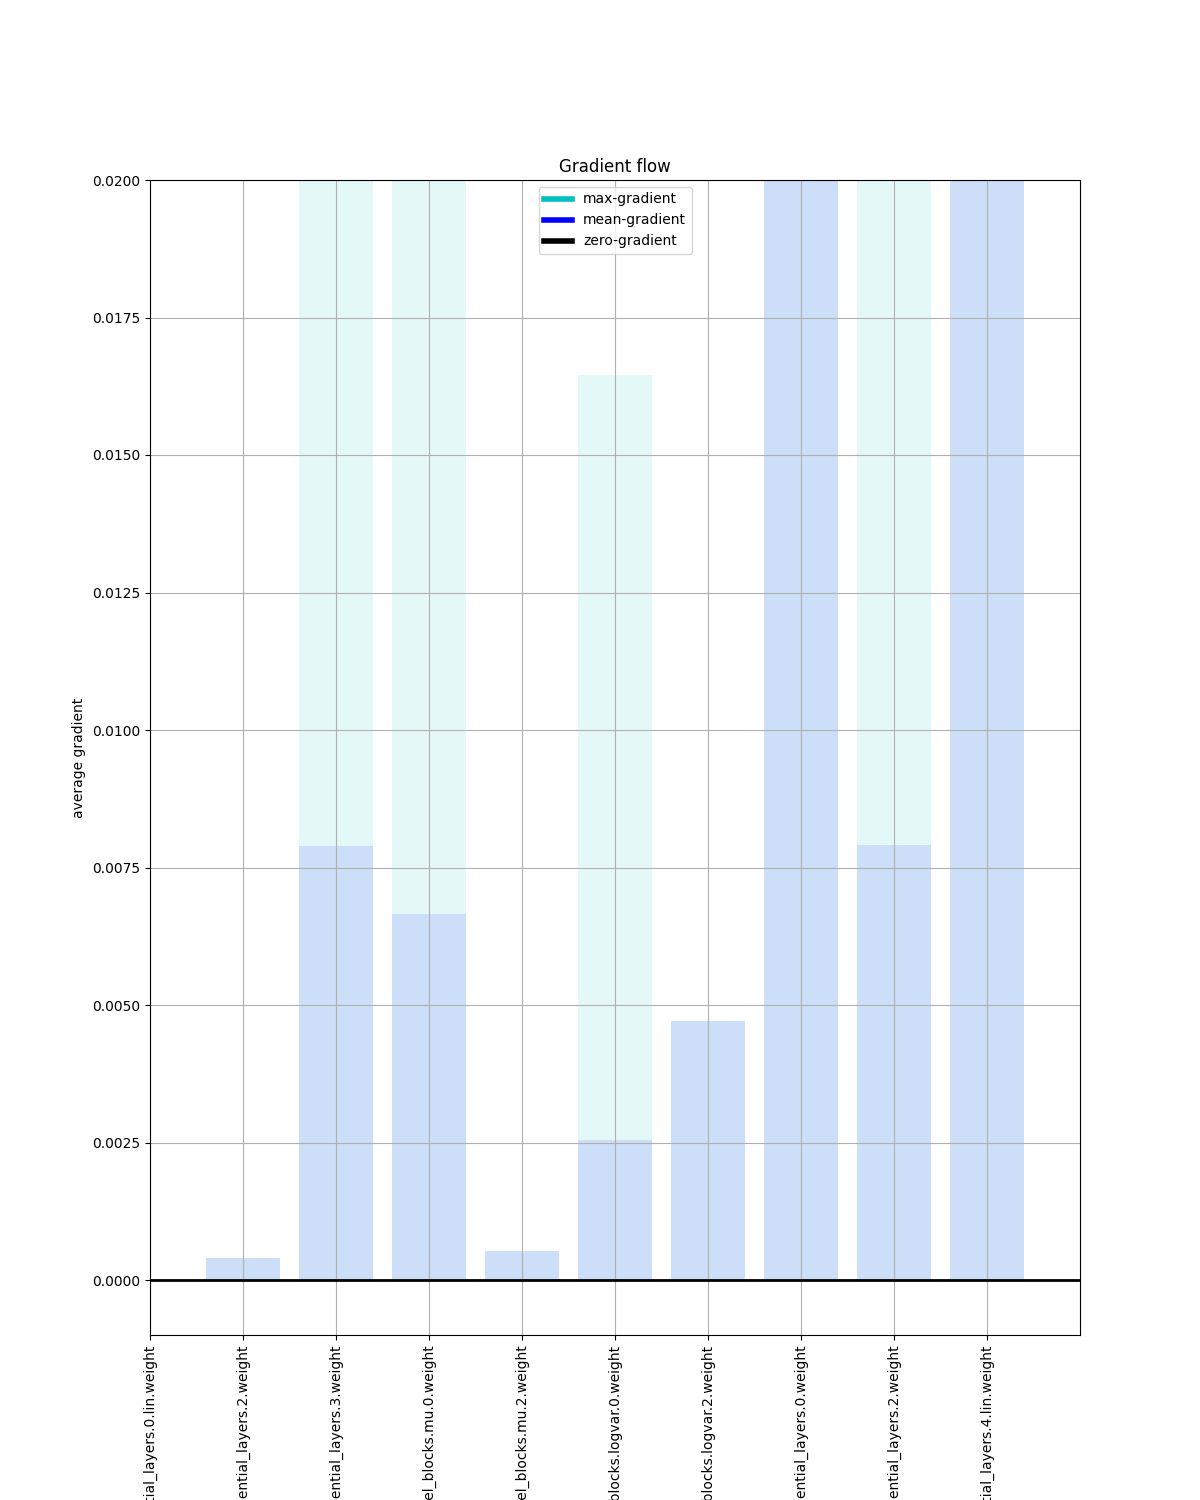 Gradient flow
max-gradient
mean-gradient
zero-gradient
0.0200
0.0175
0.0150
0.0125
0.0100
0.0075
0.0050
0.0025
0.0000
average gradient
tial_layers.0.lin.weight
ential_layers.2.weight
ential_layers.3.weight
el_blocks.mu.0.weight
el_blocks.mu.2.weight
blocks.logvar.0.weight
blocks.logvar.2.weight
ential_layers.0.weight
ential_layers.2.weight
tial_layers.4.lin.weight